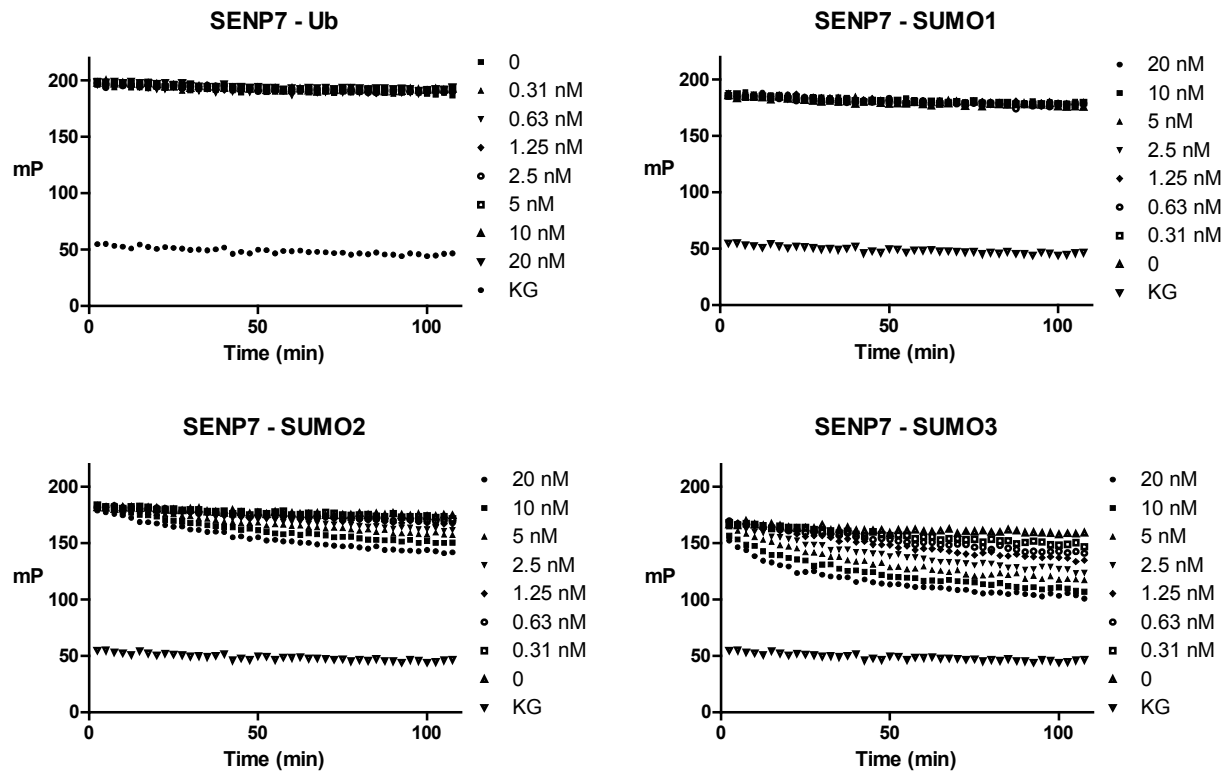 SENP7 - Ub
mP
200
150
100
50
0
0
50
100
Time (min)
0
0.31 nM
0.63 nM
1.25 nM
2.5 nM
5 nM
10 nM
20 nM
KG
SENP7 - SUMO1
mP
200
150
100
50
0
0
50
100
Time (min)
20 nM
10 nM
5 nM
2.5 nM
1.25 nM
0.63 nM
0.31 nM
0
KG
SENP7 - SUMO2
mP
200
150
100
50
0
0
50
100
Time (min)
20 nM
10 nM
5 nM
2.5 nM
1.25 nM
0.63 nM
0.31 nM
0
KG
SENP7 - SUMO3
mP
200
150
100
50
0
0
50
100
Time (min)
20 nM
10 nM
5 nM
2.5 nM
1.25 nM
0.63 nM
0.31 nM
0
KG